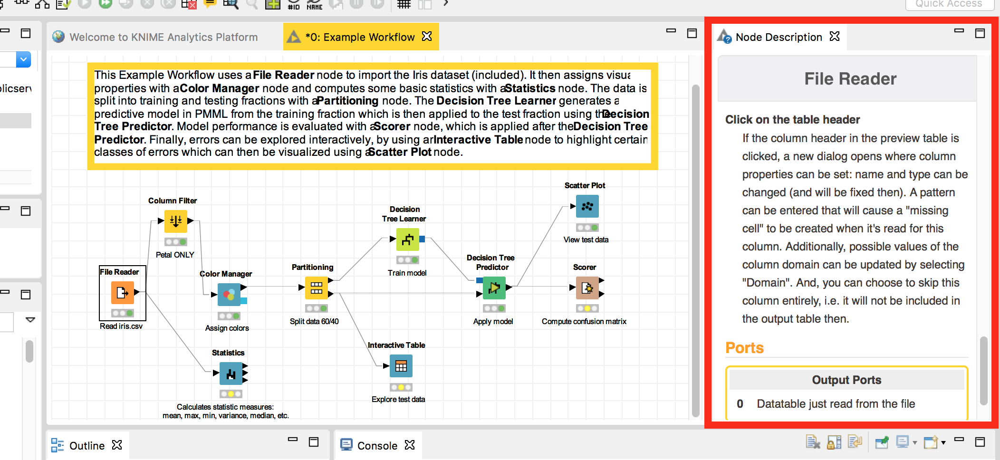 #ID
NAME
Quick Access
Welcome to KNIME Analytics Platform
*0: Example Workflow
Node Description
This Example Workflow uses a File Reader node to import the Iris dataset (included). It then assigns visua
properties with a Color Manager node and computes some basic statistics with a Statistics node. The data is
split into training and testing fractions with a Partitioning node. The Decision Tree Learner generates a
predictive model in PMML from the training fraction which is then applied to the test fraction using the Decision
Tree Predictor. Model performance is evaluated with a Scorer node, which is applied after the Decision Tree
Predictor. Finally, errors can be explored interactively, by using an Interactive Table node to highlight certain
classes of errors which can then be visualized using a Scatter Plot node.
Scatter Plot
View test data
Column Filter
Petal ONLY
Decision
Tree Learner
Train model
File Reader
Read iris.csv
Color Manager
Assign colors
Partitioning
Split data 60/40
Decision Tree
Predictor
Apply model
Scorer
Compute confusion matrix
Statistics
Calculates statistic measures:
mean, max, min, variance, median, etc.
Interactive Table
Explore test data
File Reader
Click on the table header
If the column header in the preview table is
clicked, a new dialog opens where column
properties can be set: name and type can be
changed (and will be fixed then). A pattern
can be entered that will cause a "missing
cell" to be created when it's read for this
column. Additionally, possible values of the
column domain can be updated by selecting
"Domain". And, you can choose to skip this
column entirely, i.e. it will not be included in
the output table then.
Ports
Output Ports
0 Datatable just read from the file
Outline
Console